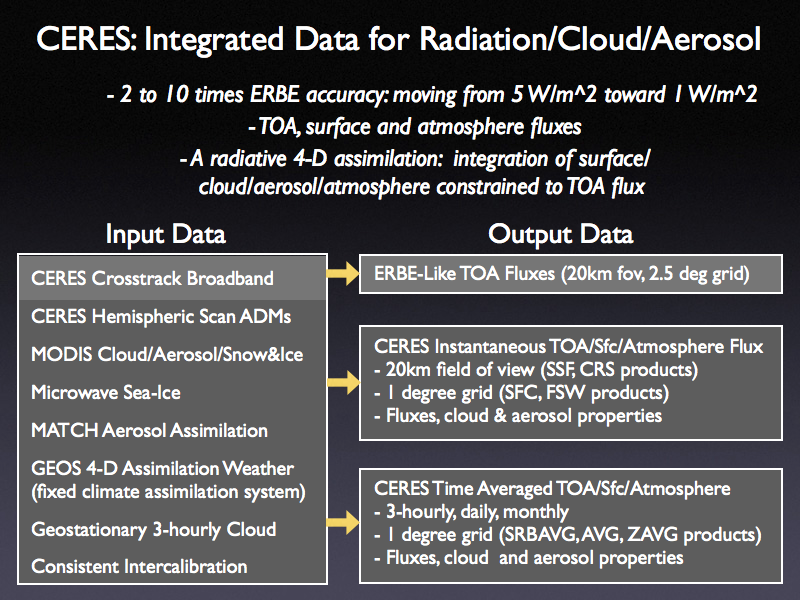 CERES: Integrated Data for Radiation/Cloud/Aerosol
- 2 to 10 times ERBE accuracy: moving from 5 W/m^2 toward 1 W/m^2
- TOA, surface and atmosphere fluxes
- A radiative 4-D assimilation: integration of surface/
cloud/aerosol/atmosphere constrained to TOA flux
Input Data
CERES Crosstrack Broadband
CERES Hemispheric Scan ADMs
MODIS Cloud/Aerosol/Snow&Ice
Microwave Sea-Ice
MATCH Aerosol Assimilation
GEOS 4-D Assimilation Weather
(fixed climate assimilation system)
Geostationary 3-hourly Cloud
Consistent Intercalibration
Output Data
ERBE-Like TOA Fluxes (20km fov, 2.5 deg grid)
CERES Instantaneous TOA/Sfc/Atmosphere Flux
- 20km field of view (SSF, CRS products)
- 1 degree grid (SFC, FSW products)
- Fluxes, cloud & aerosol properties
CERES Time Averaged TOA/Sfc/Atmosphere
- 3-hourly, daily, monthly
- 1 degree grid (SRBAVG, AVG, ZAVG products)
- Fluxes, cloud and aerosol properties